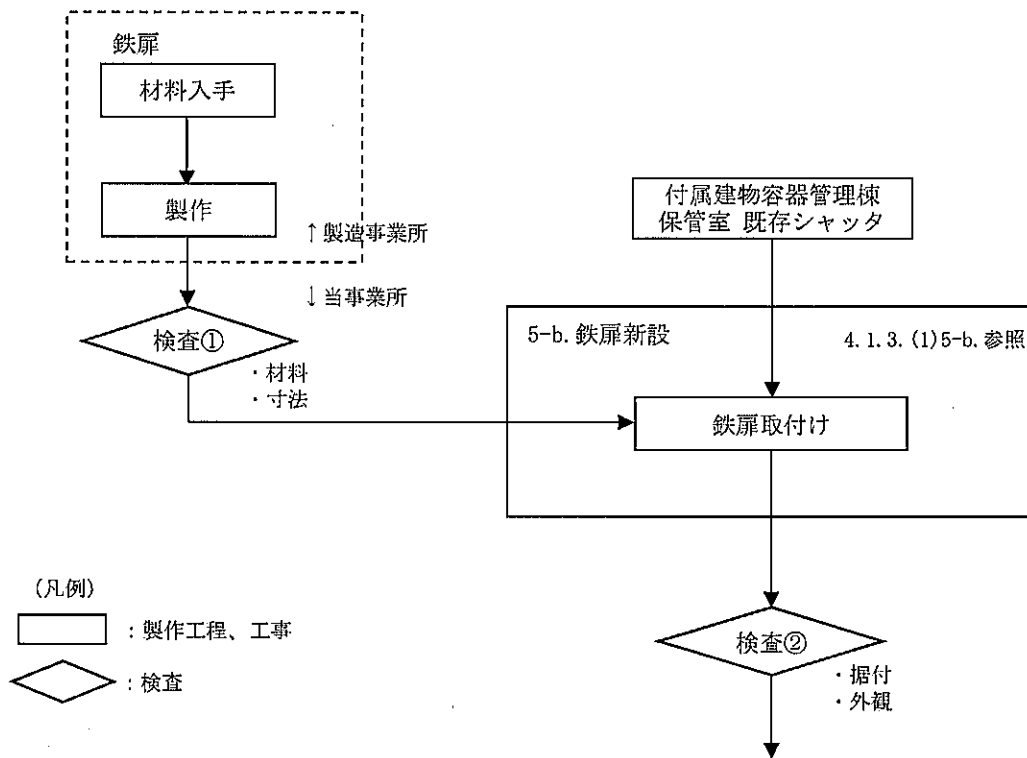 鉄扉
材料入手
製作
↑製造事業所
↓当事業所
検査①
・材料
・寸法
付属建物容器管理棟
保管室 既存シャッタ
5-b. 鉄扉新設
4.1.3.(1)5-b.参照
鉄扉取付け
検査②
・据付
・外観
(凡例)
:製作工程、工事
:検査